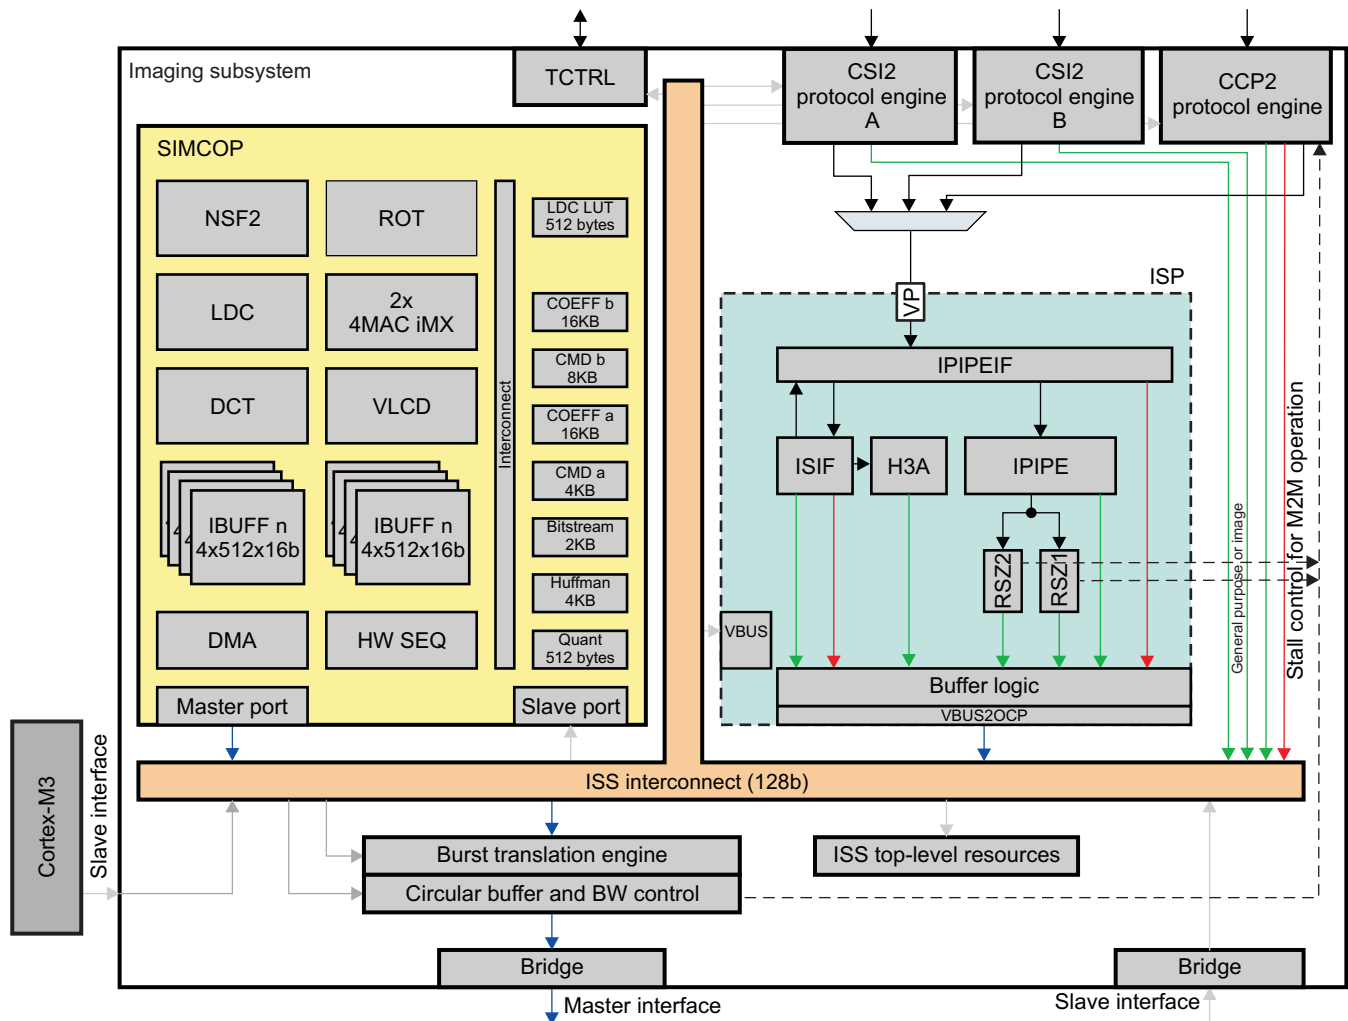 Imaging subsystem
TCTRL
CSI2
protocol engine
A
CSI2
protocol engine
B
CCP2
protocol engine
SIMCOP
NSF2
ROT
LDC
2x
4MAC iMX
DCT
VLCD
IBUFF n
4x512x16b
IBUFF n
4x512x16b
DMA
HW SEQ
Master port
Slave port
Interconnect
LDC LUT
512 bytes
COEFF b
16KB
CMD b
8KB
COEFF a
16KB
CMD a
4KB
Bitstream
2KB
Huffman
4KB
Quant
512 bytes
ISP
VP
IPIPEIF
ISIF
H3A
IPIPE
RSZ2
RSZ1
VBUS
Buffer logic
VBUS2OCP
General purpose or image
Stall control for M2M operation
Cortex-M3
Slave interface
ISS interconnect (128b)
Burst translation engine
Circular buffer and BW control
ISS top-level resources
Bridge
Master interface
Bridge
Slave interface